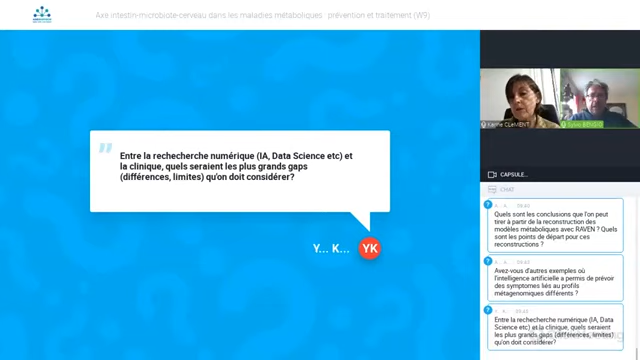 Axe intestin-microbiote-cerveau dans les maladies métaboliques : prévention et traitement (W9)
Entre la rechecherche numérique (IA, Data Science etc) et
la clinique, quels seraient les plus grands gaps
(différences, limites) qu'on doit considérer?
Y... K...
YK
Karine CLéMENT
Sylvie BENGIO
CAPSULE...
CHAT
Quels sont les conclusions que l'on peut
tirer à partir de la reconstruction des
modèles métaboliques avec RAVEN ? Quels
sont les points de départ pour ces
reconstructions ?
Avez-vous d'autres exemples où
l'intelligence artificielle a permis de prévoir
des symptomes liés au profils
métagenomiques différents ?
Entre la rechecherche numérique (IA, Data
Science etc) et la clinique, quels seraient les
plus grands gaps (différences, limites)
qu'on doit considérer?